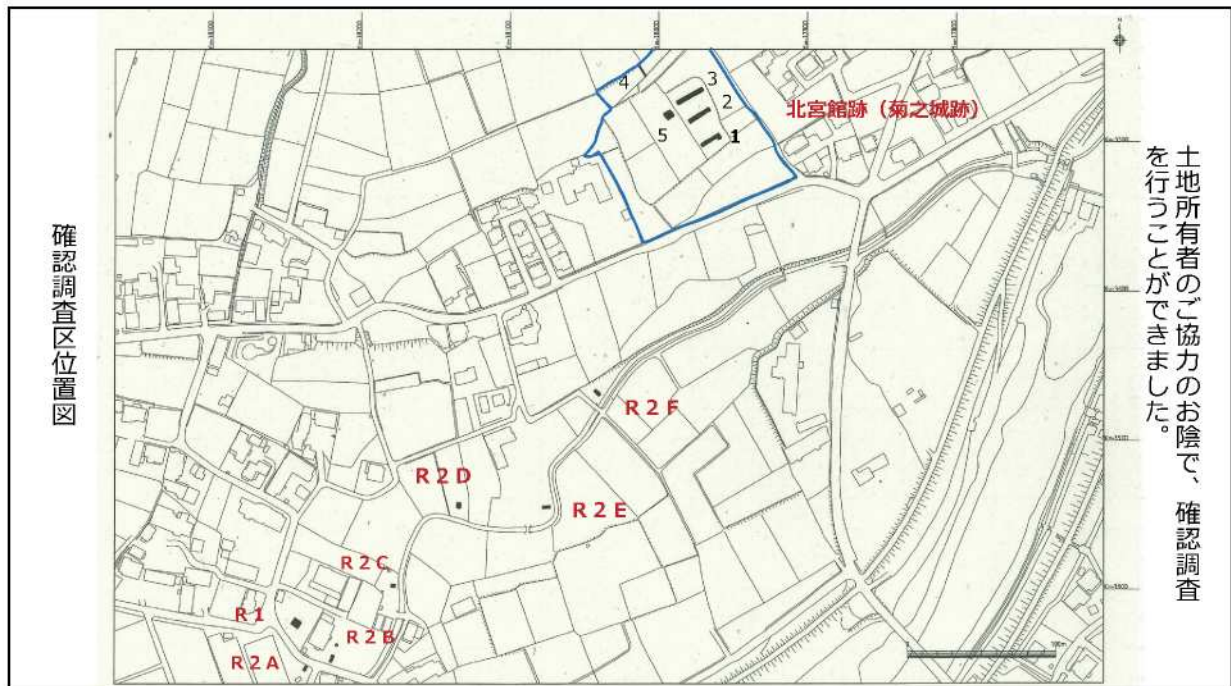 土地所有者のご協力のお陰で、確認調査
を行うことができました。
確認調査区位置図
北宮館跡（菊之城跡）
4
3
2
1
5
R２F
R２D
R２E
R２C
R１
R２B
R２A
100m